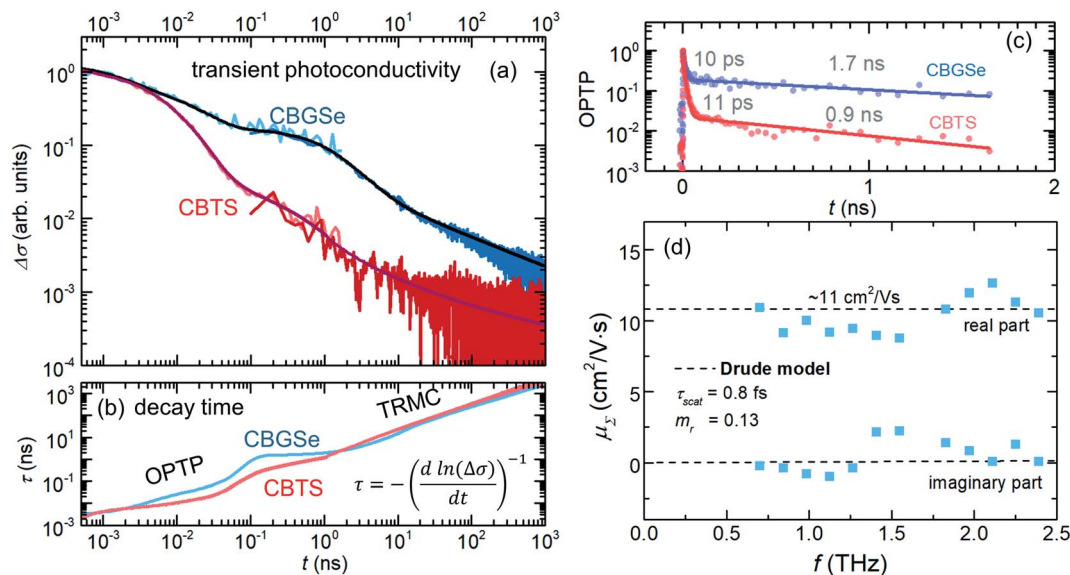 10⁻³ 10⁻² 10⁻¹ 10⁰ 10¹ 10² 10³
10⁰
10⁻¹
10⁻²
10⁻³
10⁻⁴
Δσ (arb. units)
transient photoconductivity (a)
CBGSe
CBTS
(b) decay time
10³
10¹
10⁻¹
10⁻³
τ (ns)
TRMC
CBGSe
OPTP
CBTS
τ = −(d ln(Δσ)/dt)⁻¹
10⁻³ 10⁻² 10⁻¹ 10⁰ 10¹ 10² 10³
t (ns)
(c)
10⁰
10⁻¹
10⁻²
10⁻³
OPTP
10 ps 1.7 ns CBGSe
11 ps 0.9 ns CBTS
0 1 2
t (ns)
(d)
15
10
5
0
μΣ (cm²/V·s)
~11 cm²/Vs
real part
Drude model
τscat = 0.8 fs
mr = 0.13
imaginary part
0.0 0.5 1.0 1.5 2.0 2.5
f (THz)